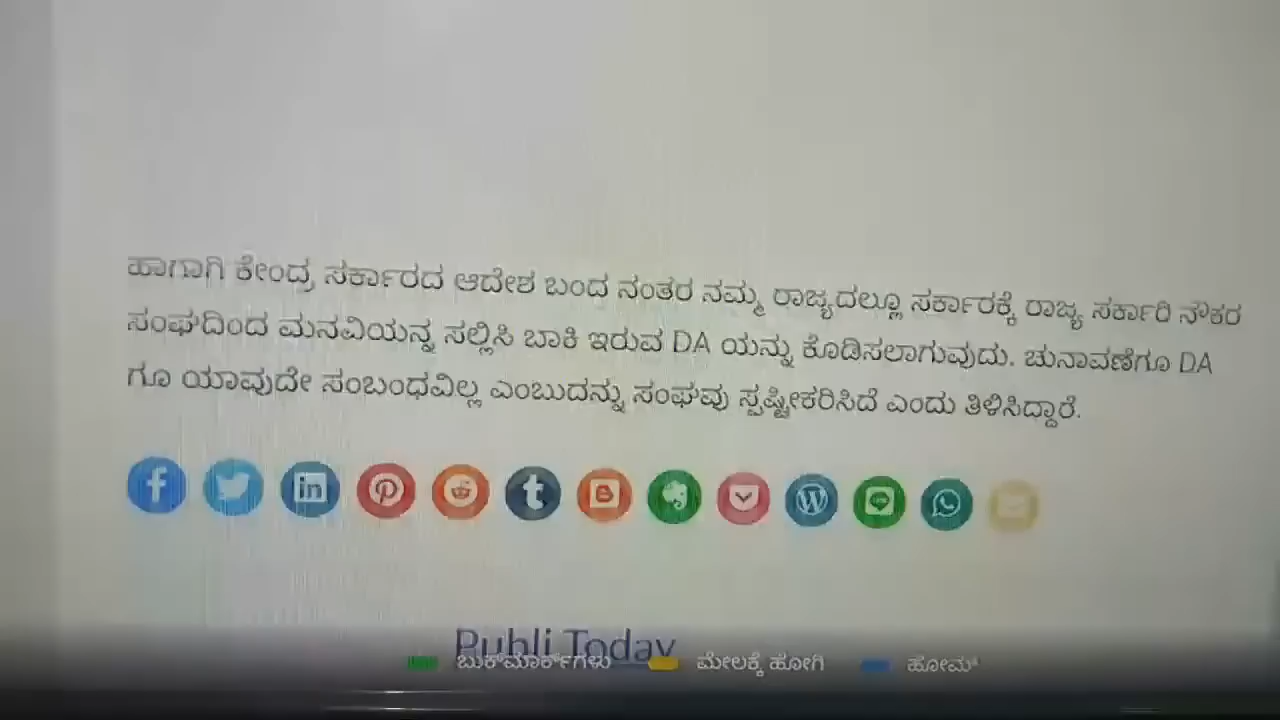 ಹಾಗಾಗಿ ಕೇಂದ್ರ ಸರ್ಕಾರದ ಆದೇಶ ಬಂದ ನಂತರ ನಮ್ಮ ರಾಜ್ಯದಲ್ಲೂ ಸರ್ಕಾರಕ್ಕೆ ರಾಜ್ಯ ಸರ್ಕಾರಿ ನೌಕರ
ಸಂಘದಿಂದ ಮನವಿಯನ್ನ ಸಲ್ಲಿಸಿ ಬಾಕಿ ಇರುವ DA ಯನ್ನು ಕೊಡಿಸಲಾಗುವುದು. ಚುನಾವಣೆಗೂ DA
ಗೂ ಯಾವುದೇ ಸಂಬಂಧವಿಲ್ಲ ಎಂಬುದನ್ನು ಸಂಘವು ಸ್ಪಷ್ಟೀಕರಿಸಿದೆ ಎಂದು ತಿಳಿಸಿದ್ದಾರೆ.
Publi Today
ಬುಕ್‌ಮಾರ್ಕ್‌ಗಳು ಮೇಲಕ್ಕೆ ಹೋಗಿ ಹೋಮ್